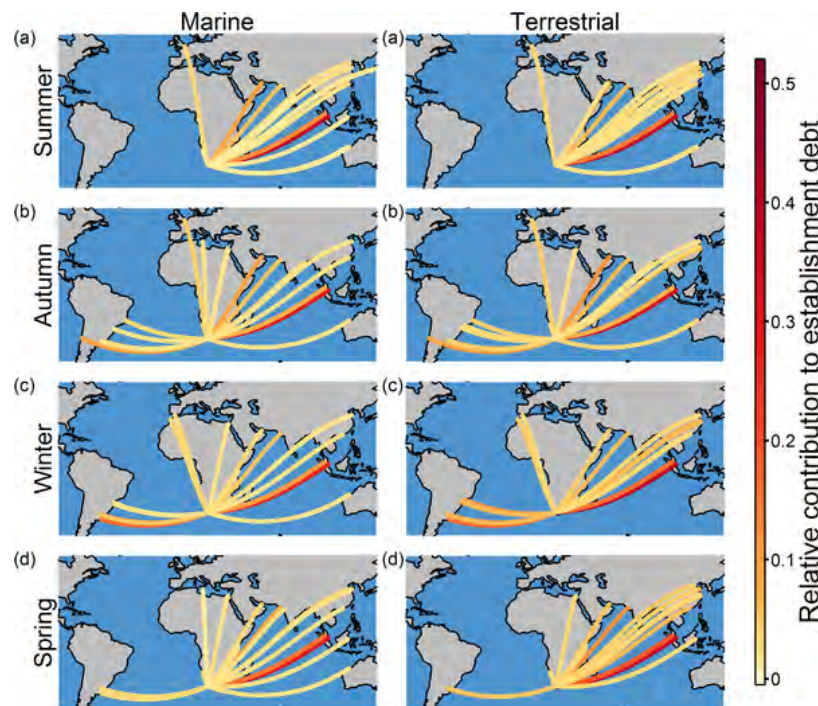 Marine Terrestrial
(a) (a)
Summer
(b) (b)
Autumn
(c) (c)
Winter
(d) (d)
Spring
0.5
0.4
0.3
0.2
0.1
0
Relative contribution to establishment debt